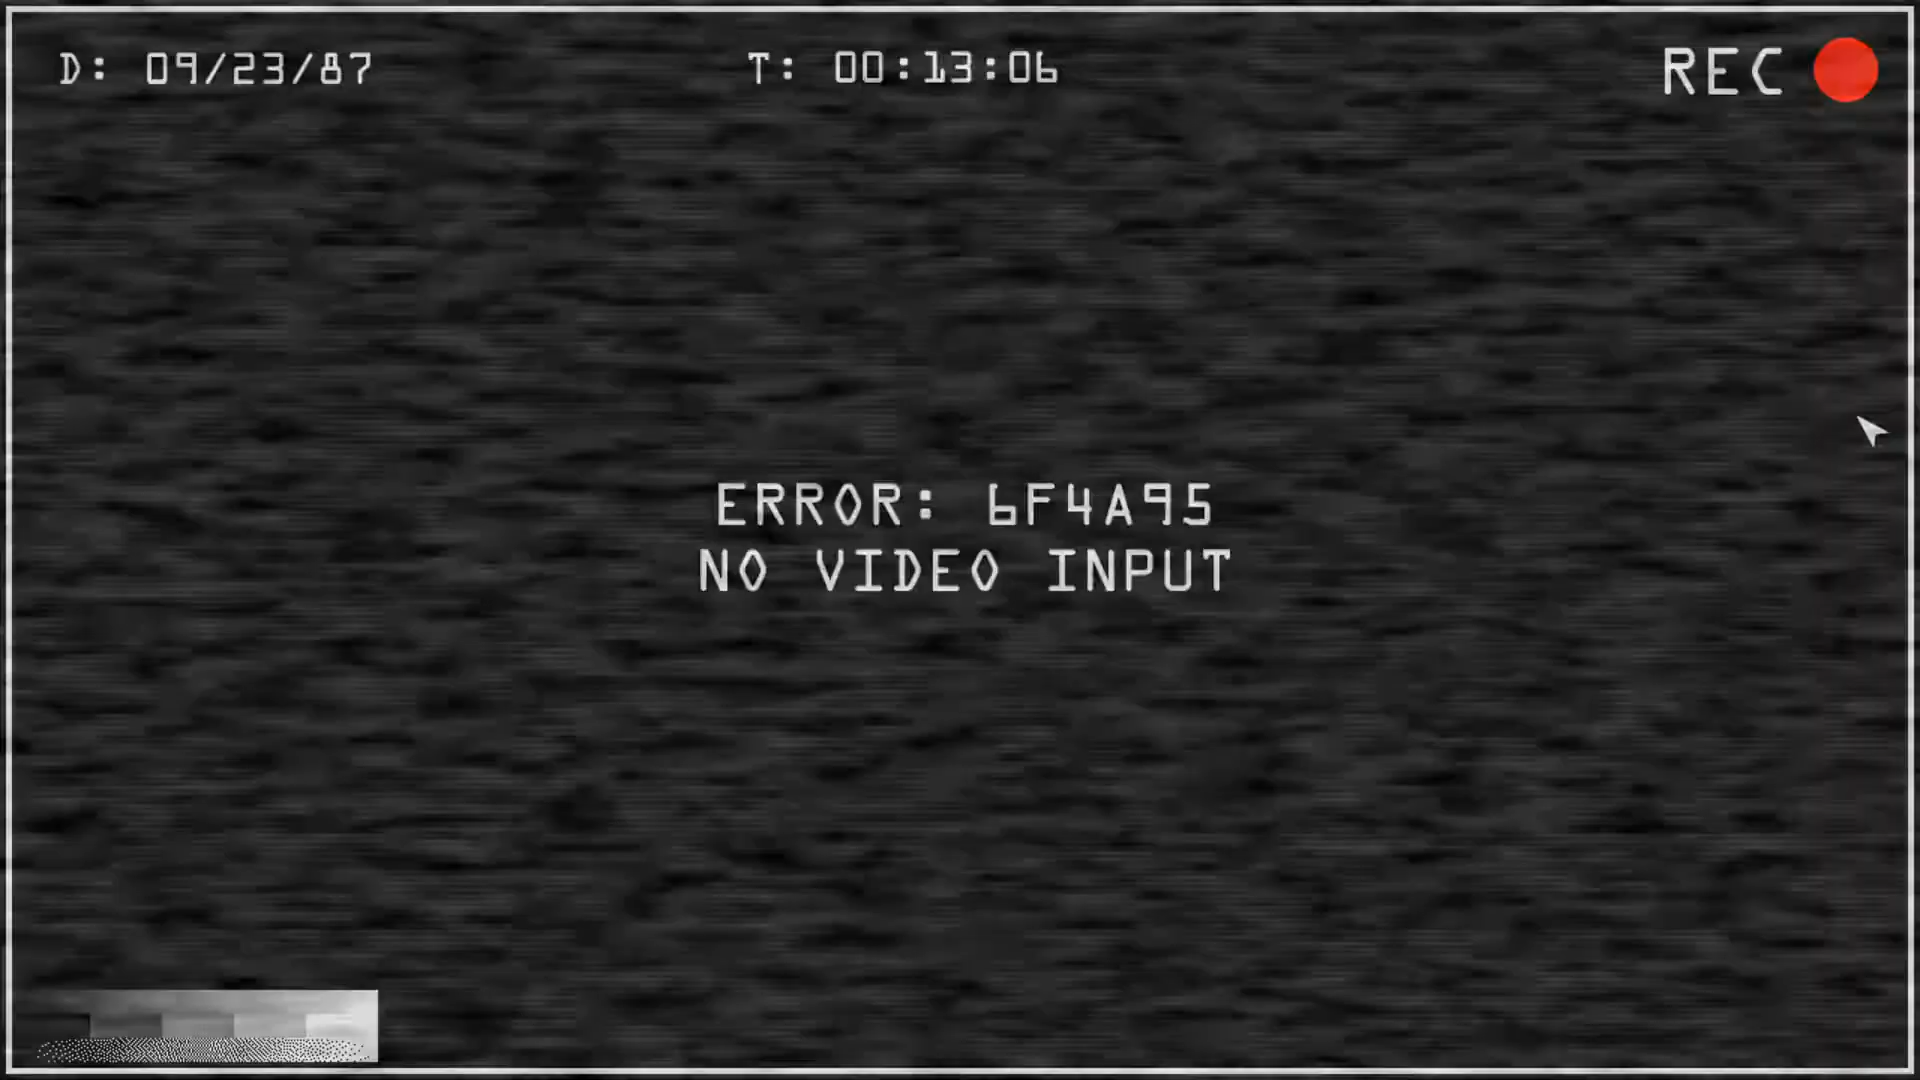 D: 09/23/87
T: 00:13:06
REC
ERROR: 6F4A95
NO VIDEO INPUT